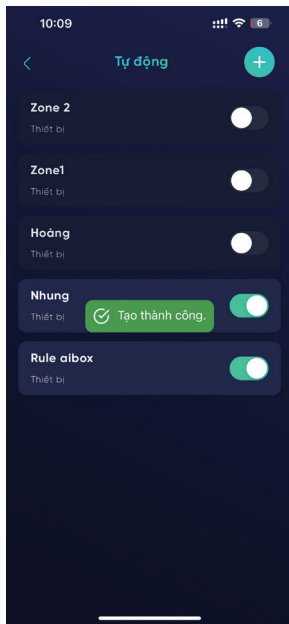 10:09
6
Tự động
+
Zone 2
Thiết bị
Zone1
Thiết bị
Hoàng
Thiết bị
Nhung
Thiết bị
Tạo thành công.
Rule aibox
Thiết bị